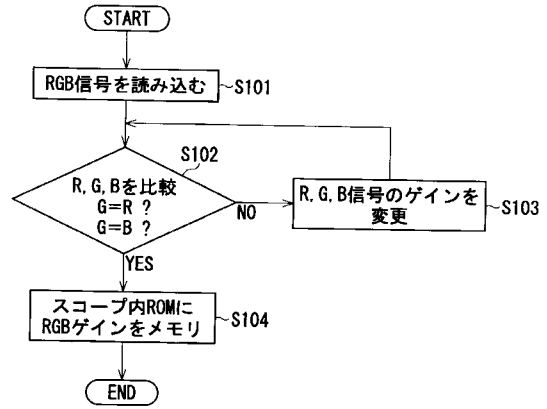 START
RGB信号を読み込む
S101
S102
R,G,Bを比較
G=R ?
G=B ?
NO
R,G,B信号のゲインを
変更
S103
YES
スコープ内ROMに
RGBゲインをメモリ
S104
END